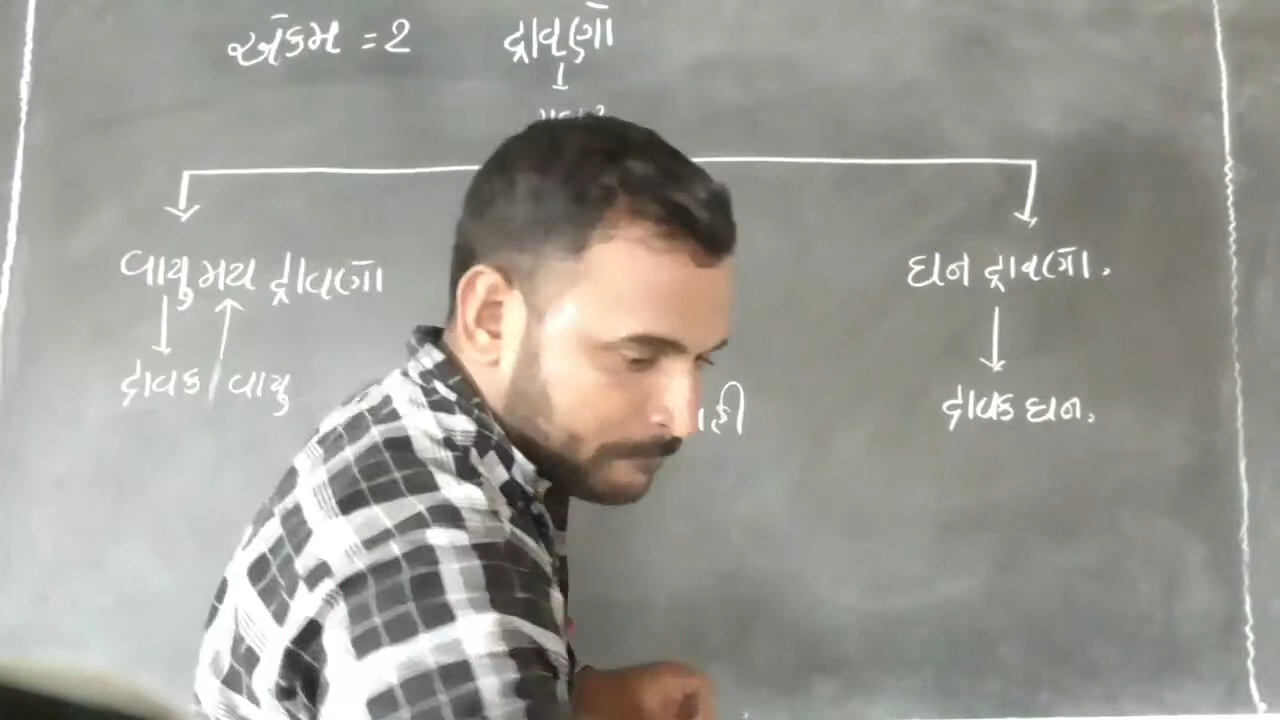 એકમ = 2 દ્રાવણો
વાયુમય દ્રાવણો
ઘન દ્રાવણો.
દ્રાવક વાયુ
દ્રાવક ઘન.